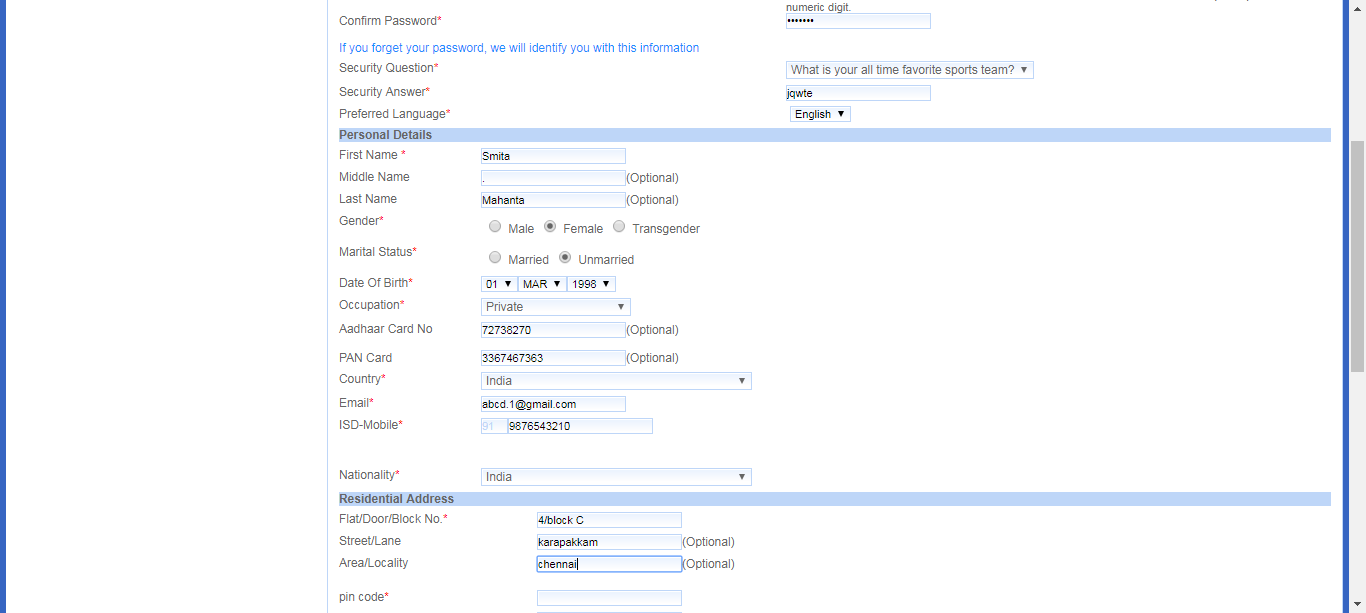 numeric digit.
Confirm Password* •••••••
If you forget your password, we will identify you with this information
Security Question* What is your all time favorite sports team?
Security Answer* jqwte
Preferred Language* English
Personal Details
First Name * Smita
Middle Name . (Optional)
Last Name Mahanta (Optional)
Gender* Male Female Transgender
Marital Status* Married Unmarried
Date Of Birth* 01 MAR 1998
Occupation* Private
Aadhaar Card No 72738270 (Optional)
PAN Card 3367467363 (Optional)
Country* India
Email* abcd.1@gmail.com
ISD-Mobile* 91 9876543210
Nationality* India
Residential Address
Flat/Door/Block No.* 4/block C
Street/Lane karapakkam (Optional)
Area/Locality chennai (Optional)
pin code*